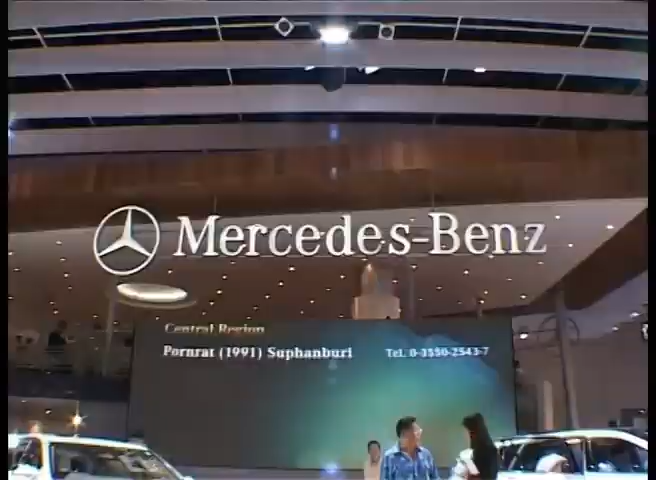 Mercedes-Benz
Central Region
Pornrat (1991) Suphanburi Tel. 0-3550-2543-7